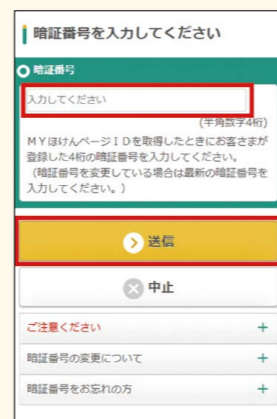 暗証番号を入力してください
暗証番号
入力してください
(半角数字4桁)
MYほけんページIDを取得したときにお客さまが
登録した4桁の暗証番号を入力してください。
(暗証番号を変更している場合は最新の暗証番号を
入力してください。)
送信
中止
ご注意ください
暗証番号の変更について
暗証番号をお忘れの方